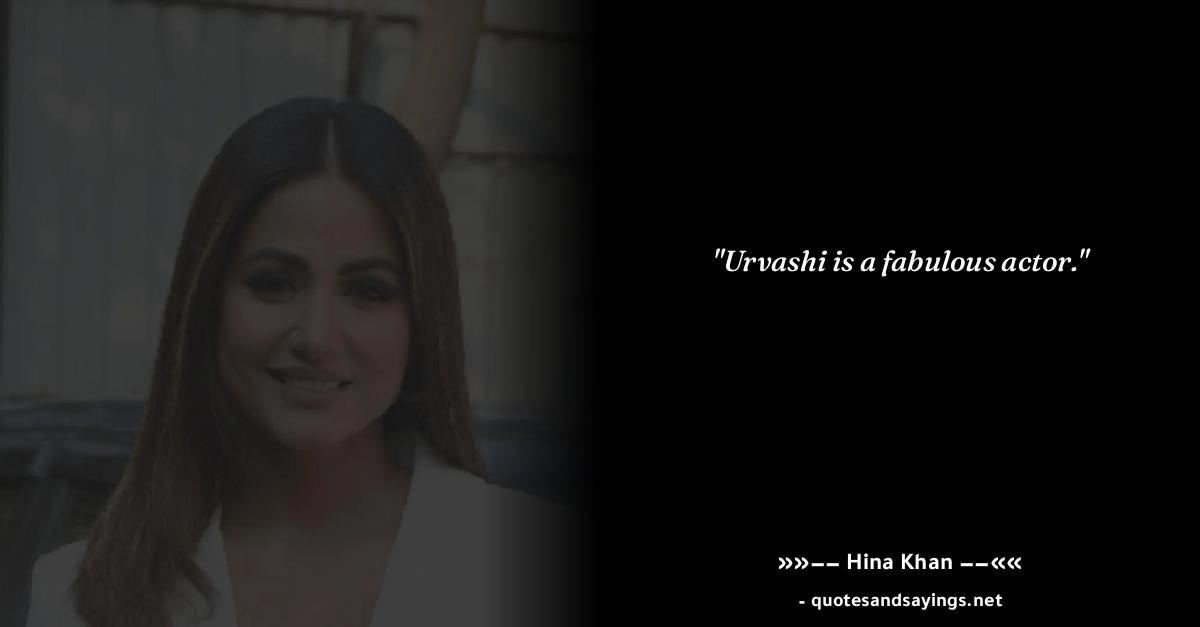 "Urvashi is a fabulous actor."
»»−− Hina Khan −−««
- quotesandsayings.net